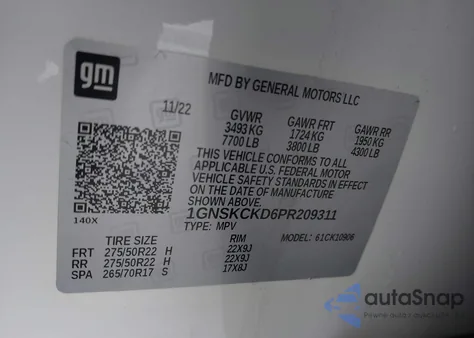 gm
MFD BY GENERAL MOTORS LLC
11/22
GVWR GAWR FRT GAWR RR
3493 KG 1724 KG 1950 KG
7700 LB 3800 LB 4300 LB
THIS VEHICLE CONFORMS TO ALL
APPLICABLE U.S. FEDERAL MOTOR
VEHICLE SAFETY STANDARDS IN EFFECT
ON THE DATE OF MANUFACTURE
SHOWN ABOVE.
1GNSKCKD6PR209311
140X
TYPE: MPV MODEL: 61CK10906
TIRE SIZE RIM
FRT 275/50R22 H 22X9J
RR 275/50R22 H 22X9J
SPA 265/70R17 S 17X8J
autoSnap